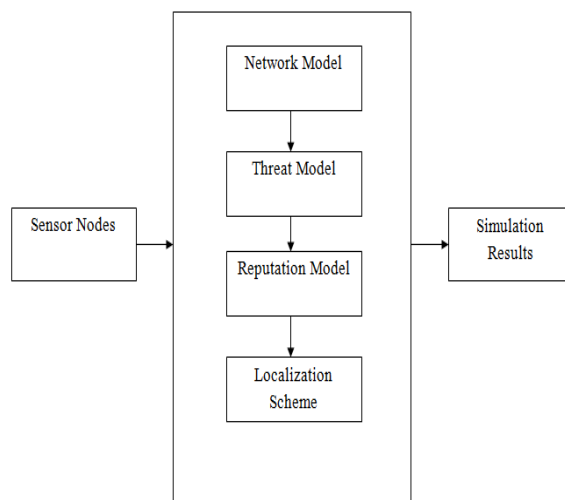 Network Model
Threat Model
Sensor Nodes
Simulation
Results
Reputation Model
Localization
Scheme